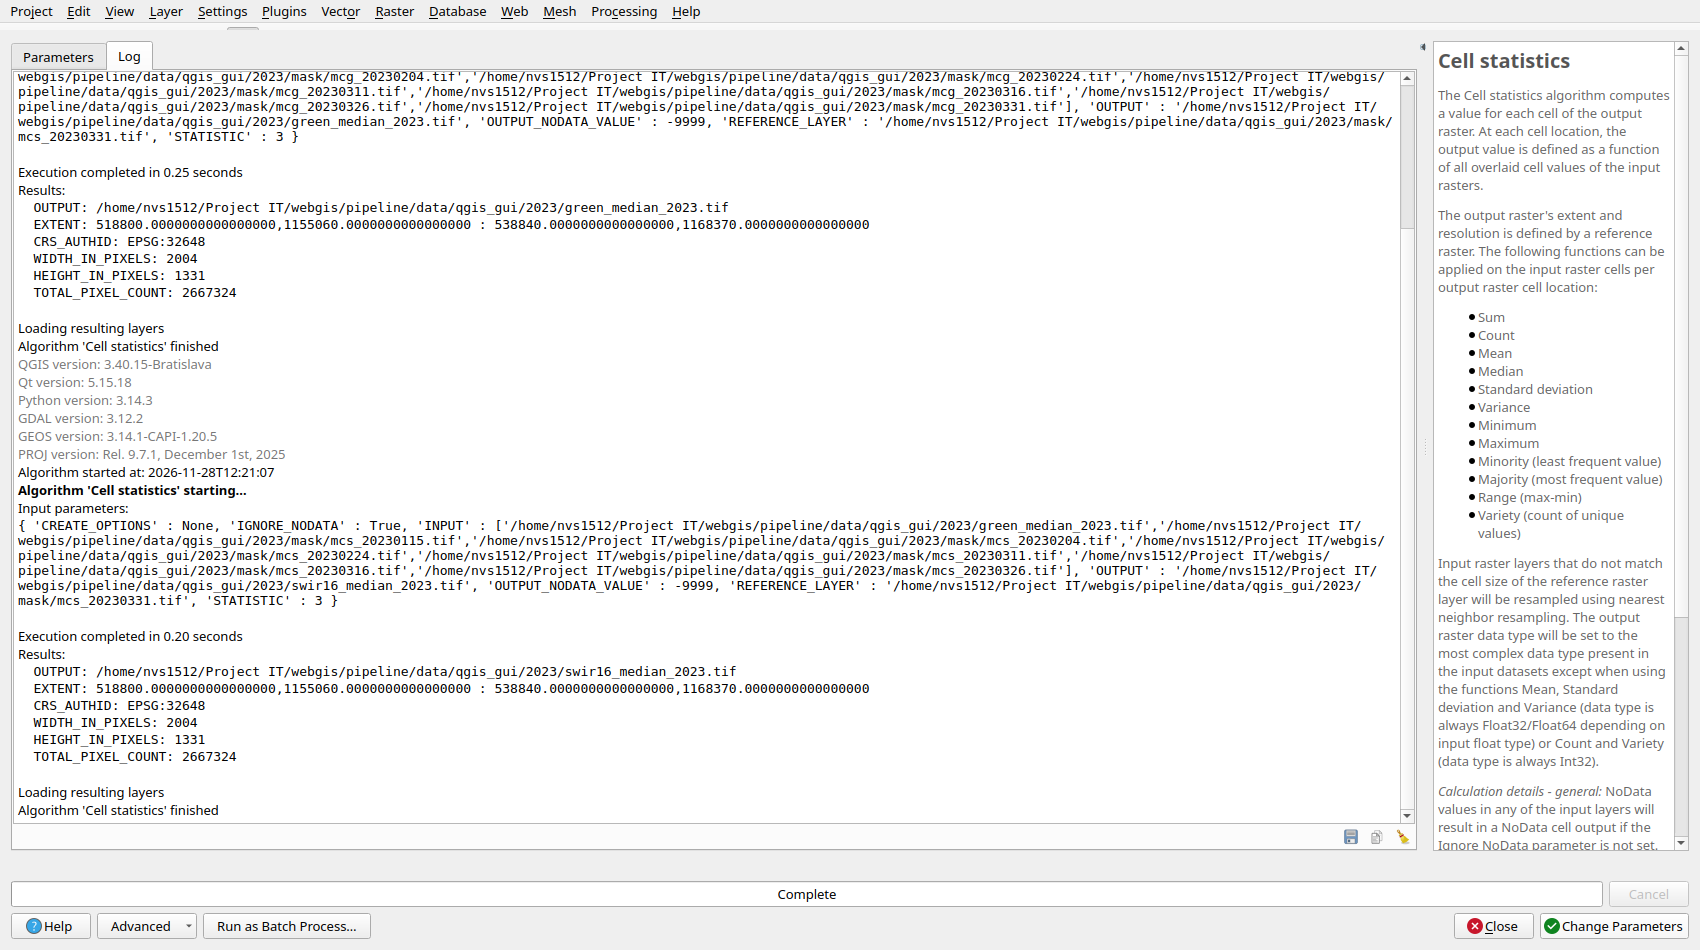 Project Edit View Layer Settings Plugins Vector Raster Database Web Mesh Processing Help
Parameters Log
webgis/pipeline/data/qgis_gui/2023/mask/mcg_20230204.tif','/home/nvs1512/Project IT/webgis/pipeline/data/qgis_gui/2023/mask/mcg_20230224.tif','/home/nvs1512/Project IT/webgis/
pipeline/data/qgis_gui/2023/mask/mcg_20230311.tif','/home/nvs1512/Project IT/webgis/pipeline/data/qgis_gui/2023/mask/mcg_20230316.tif','/home/nvs1512/Project IT/webgis/
pipeline/data/qgis_gui/2023/mask/mcg_20230326.tif','/home/nvs1512/Project IT/webgis/pipeline/data/qgis_gui/2023/mask/mcg_20230331.tif'], 'OUTPUT' : '/home/nvs1512/Project IT/
webgis/pipeline/data/qgis_gui/2023/green_median_2023.tif', 'OUTPUT_NODATA_VALUE' : -9999, 'REFERENCE_LAYER' : '/home/nvs1512/Project IT/webgis/pipeline/data/qgis_gui/2023/mask/
mcs_20230331.tif', 'STATISTIC' : 3 }
Execution completed in 0.25 seconds
Results:
OUTPUT: /home/nvs1512/Project IT/webgis/pipeline/data/qgis_gui/2023/green_median_2023.tif
EXTENT: 518800.0000000000000000,1155060.0000000000000000 : 538840.0000000000000000,1168370.0000000000000000
CRS_AUTHID: EPSG:32648
WIDTH_IN_PIXELS: 2004
HEIGHT_IN_PIXELS: 1331
TOTAL_PIXEL_COUNT: 2667324
Loading resulting layers
Algorithm 'Cell statistics' finished
QGIS version: 3.40.15-Bratislava
Qt version: 5.15.18
Python version: 3.14.3
GDAL version: 3.12.2
GEOS version: 3.14.1-CAPI-1.20.5
PROJ version: Rel. 9.7.1, December 1st, 2025
Algorithm started at: 2026-11-28T12:21:07
Algorithm 'Cell statistics' starting...
Input parameters:
{ 'CREATE_OPTIONS' : None, 'IGNORE_NODATA' : True, 'INPUT' : ['/home/nvs1512/Project IT/webgis/pipeline/data/qgis_gui/2023/green_median_2023.tif','/home/nvs1512/Project IT/
webgis/pipeline/data/qgis_gui/2023/mask/mcs_20230115.tif','/home/nvs1512/Project IT/webgis/pipeline/data/qgis_gui/2023/mask/mcs_20230204.tif','/home/nvs1512/Project IT/webgis/
pipeline/data/qgis_gui/2023/mask/mcs_20230224.tif','/home/nvs1512/Project IT/webgis/pipeline/data/qgis_gui/2023/mask/mcs_20230311.tif','/home/nvs1512/Project IT/webgis/
pipeline/data/qgis_gui/2023/mask/mcs_20230316.tif','/home/nvs1512/Project IT/webgis/pipeline/data/qgis_gui/2023/mask/mcs_20230326.tif'], 'OUTPUT' : '/home/nvs1512/Project IT/
webgis/pipeline/data/qgis_gui/2023/swir16_median_2023.tif', 'OUTPUT_NODATA_VALUE' : -9999, 'REFERENCE_LAYER' : '/home/nvs1512/Project IT/webgis/pipeline/data/qgis_gui/2023/
mask/mcs_20230331.tif', 'STATISTIC' : 3 }
Execution completed in 0.20 seconds
Results:
OUTPUT: /home/nvs1512/Project IT/webgis/pipeline/data/qgis_gui/2023/swir16_median_2023.tif
EXTENT: 518800.0000000000000000,1155060.0000000000000000 : 538840.0000000000000000,1168370.0000000000000000
CRS_AUTHID: EPSG:32648
WIDTH_IN_PIXELS: 2004
HEIGHT_IN_PIXELS: 1331
TOTAL_PIXEL_COUNT: 2667324
Loading resulting layers
Algorithm 'Cell statistics' finished
Cell statistics
The Cell statistics algorithm computes
a value for each cell of the output
raster. At each cell location, the
output value is defined as a function
of all overlaid cell values of the input
rasters.
The output raster's extent and
resolution is defined by a reference
raster. The following functions can be
applied on the input raster cells per
output raster cell location:
● Sum
● Count
● Mean
● Median
● Standard deviation
● Variance
● Minimum
● Maximum
● Minority (least frequent value)
● Majority (most frequent value)
● Range (max-min)
● Variety (count of unique
values)
Input raster layers that do not match
the cell size of the reference raster
layer will be resampled using nearest
neighbor resampling. The output
raster data type will be set to the
most complex data type present in
the input datasets except when using
the functions Mean, Standard
deviation and Variance (data type is
always Float32/Float64 depending on
input float type) or Count and Variety
(data type is always Int32).
Calculation details - general: NoData
values in any of the input layers will
result in a NoData cell output if the
Ignore NoData parameter is not set.
Complete Cancel
Help Advanced Run as Batch Process... Close Change Parameters